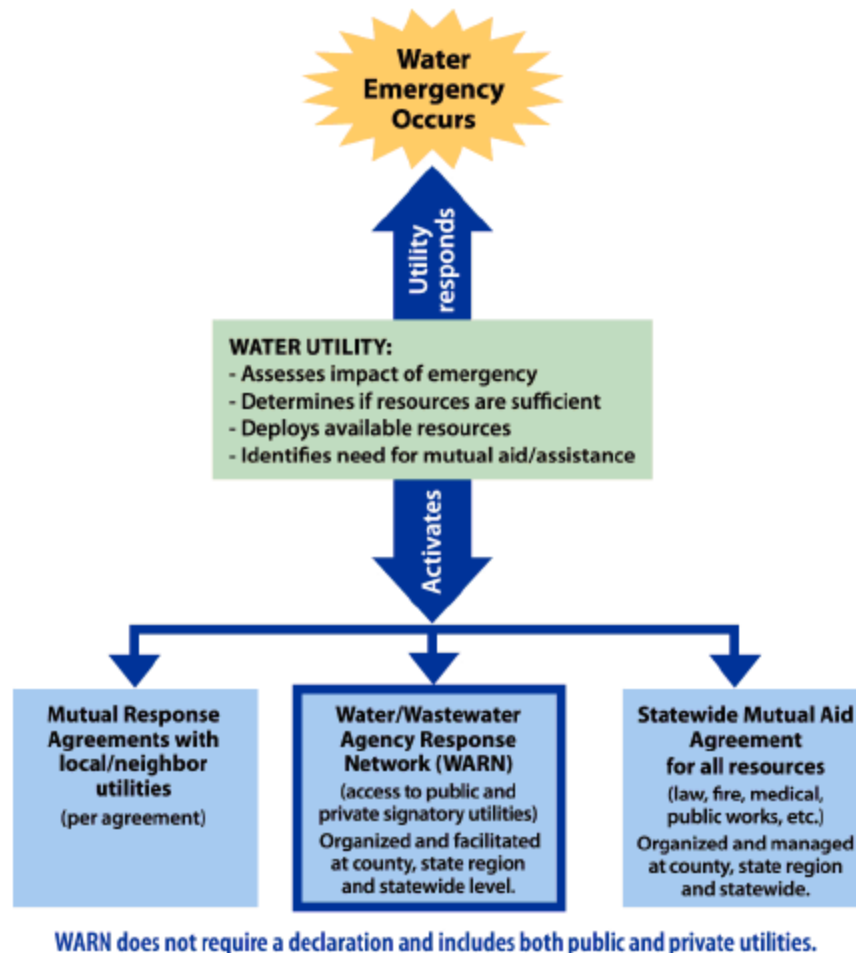 Water
Emergency
Occurs
Utility
responds
WATER UTILITY:
- Assesses impact of emergency
- Determines if resources are sufficient
- Deploys available resources
- Identifies need for mutual aid/assistance
Activates
Mutual Response
Agreements with
local/neighbor
utilities
(per agreement)
Water/Wastewater
Agency Response
Network (WARN)
(access to public and
private signatory utilities)
Organized and facilitated
at county, state region
and statewide level.
Statewide Mutual Aid
Agreement
for all resources
(law, fire, medical,
public works, etc.)
Organized and managed
at county, state region
and statewide.
WARN does not require a declaration and includes both public and private utilities.